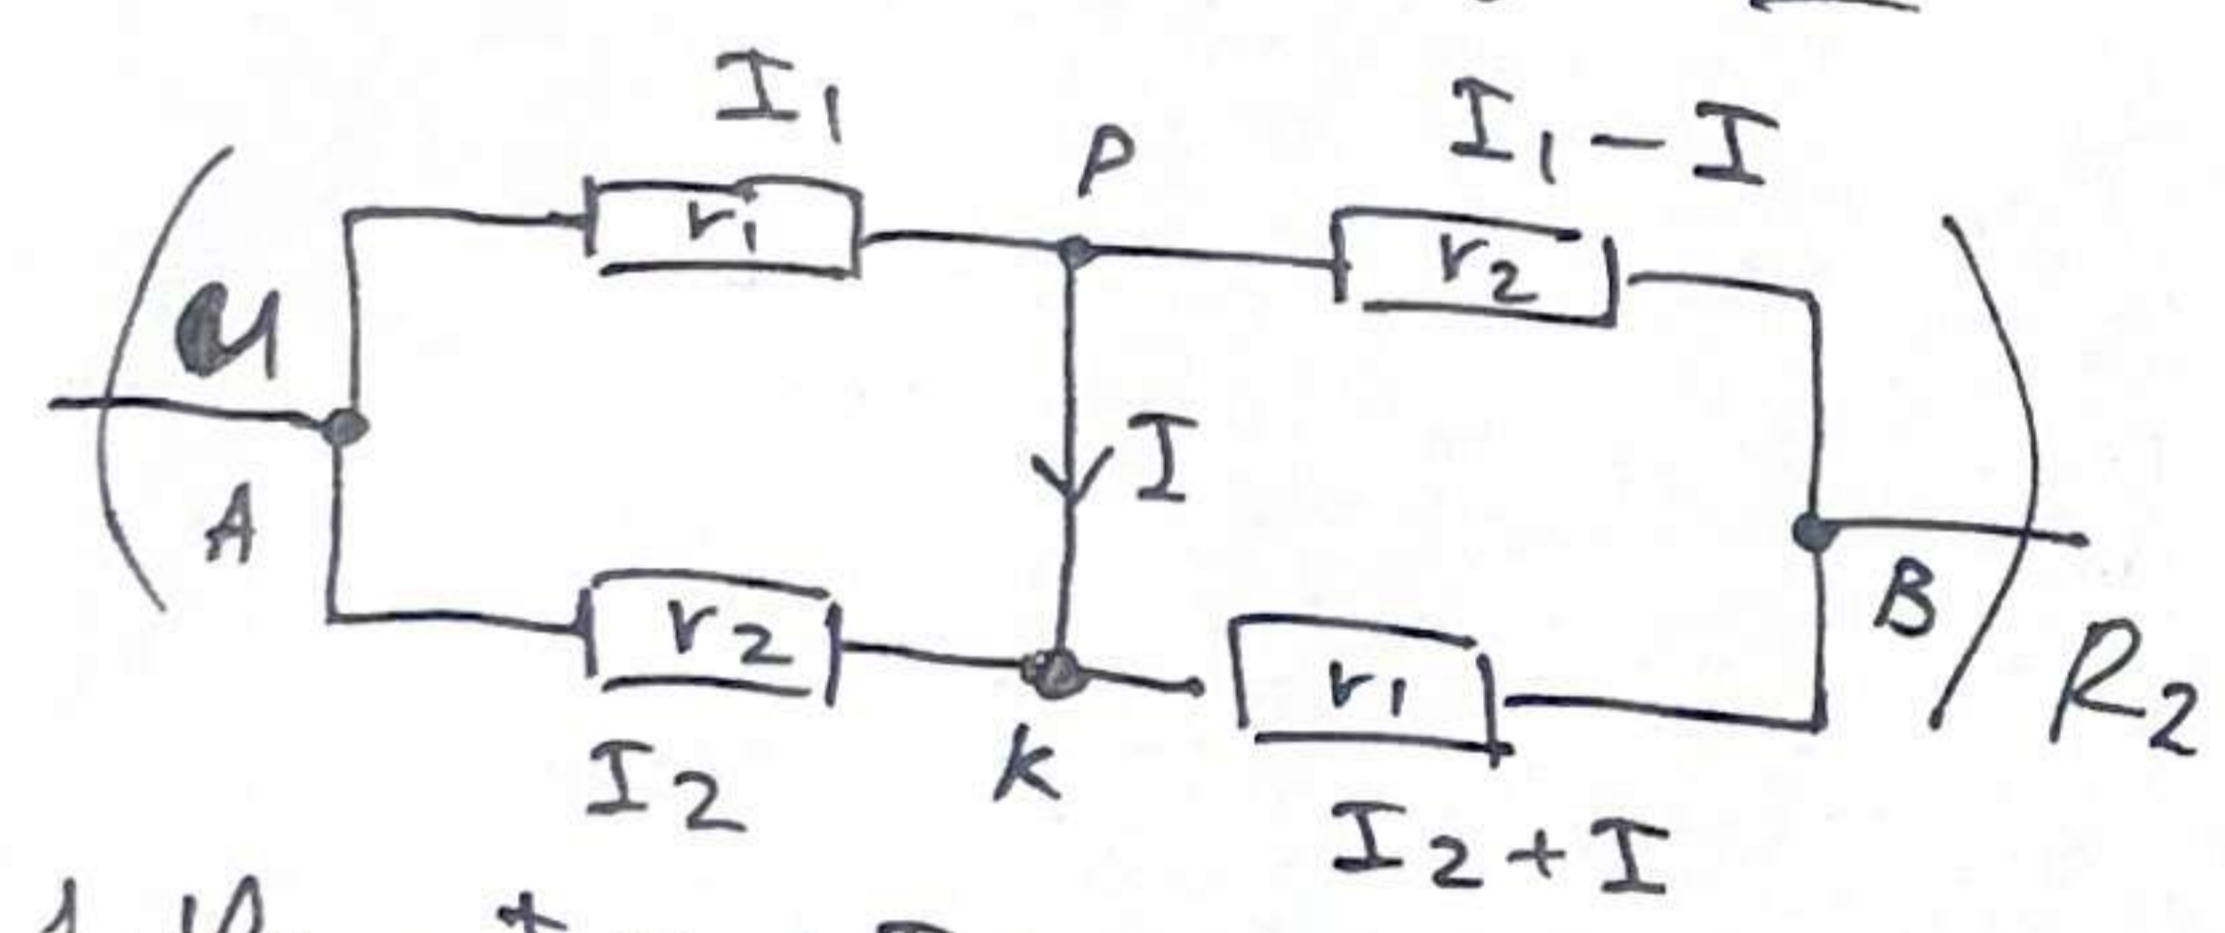 I₁
P
I₁ - I
r₁
r₂
I
A
B
r₂
r₁
R₂
K
I₂
I₂ + I